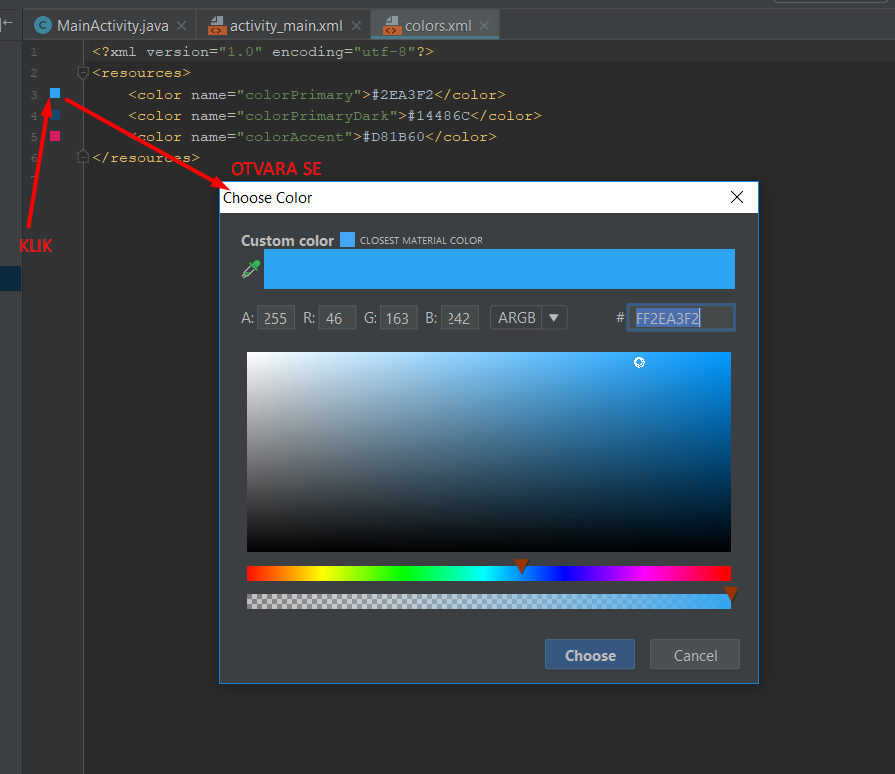 MainActivity.java activity_main.xml colors.xml
1 <?xml version="1.0" encoding="utf-8"?>
2 <resources>
3 <color name="colorPrimary">#2EA3F2</color>
4 <color name="colorPrimaryDark">#14486C</color>
5 <color name="colorAccent">#D81B60</color>
6 </resources>
7
OTVARA SE
KLIK
Choose Color
Custom color CLOSEST MATERIAL COLOR
A: 255 R: 46 G: 163 B: 242 ARGB # FF2EA3F2
Choose Cancel